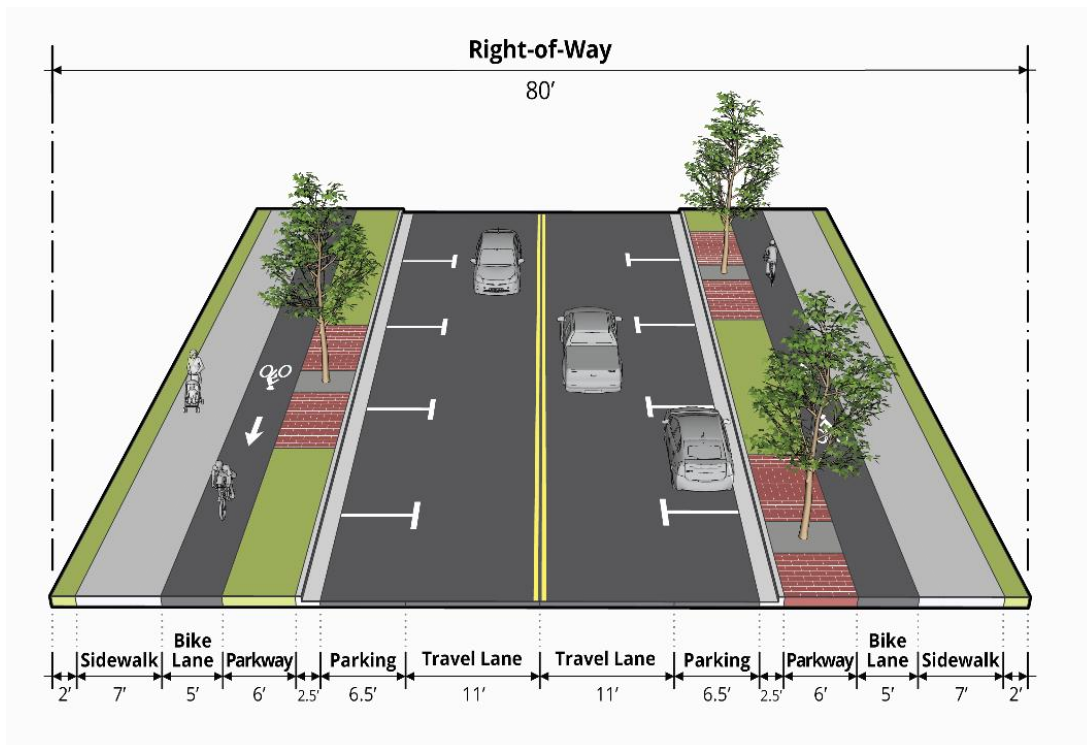 Right-of-Way
80’
Sidewalk Bike Lane Parkway Parking Travel Lane Travel Lane Parking Parkway Bike Lane Sidewalk
2’ 7’ 5’ 6’ 2.5’ 6.5’ 11’ 11’ 6.5’ 2.5’ 6’ 5’ 7’ 2’